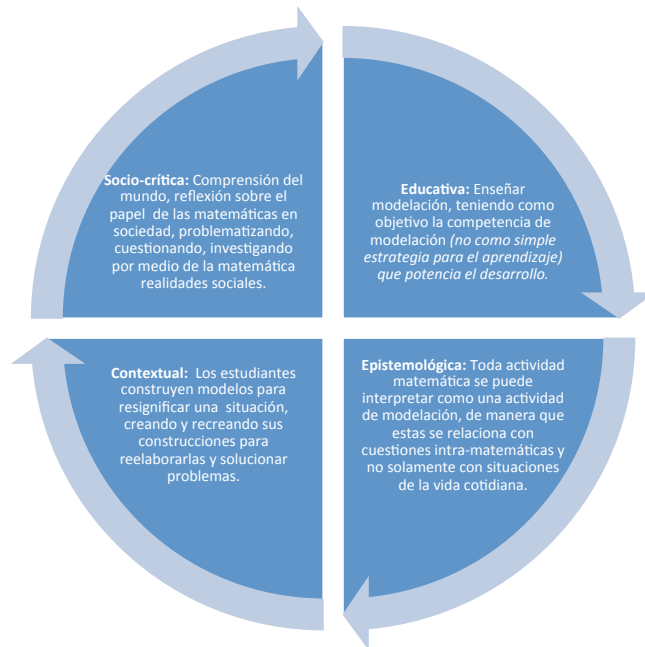 Socio-crítica: Comprensión del
mundo, reflexión sobre el
papel de las matemáticas en
sociedad, problematizando,
cuestionando, investigando
por medio de la matemática
realidades sociales.
Educativa: Enseñar
modelación, teniendo como
objetivo la competencia de
modelación (no como simple
estrategia para el aprendizaje)
que potencia el desarrollo.
Contextual: Los estudiantes
construyen modelos para
resignificar una situación,
creando y recreando sus
construcciones para
reelaborarlas y solucionar
problemas.
Epistemológica: Toda actividad
matemática se puede
interpretar como una actividad
de modelación, de manera que
estas se relaciona con
cuestiones intra-matemáticas y
no solamente con situaciones
de la vida cotidiana.